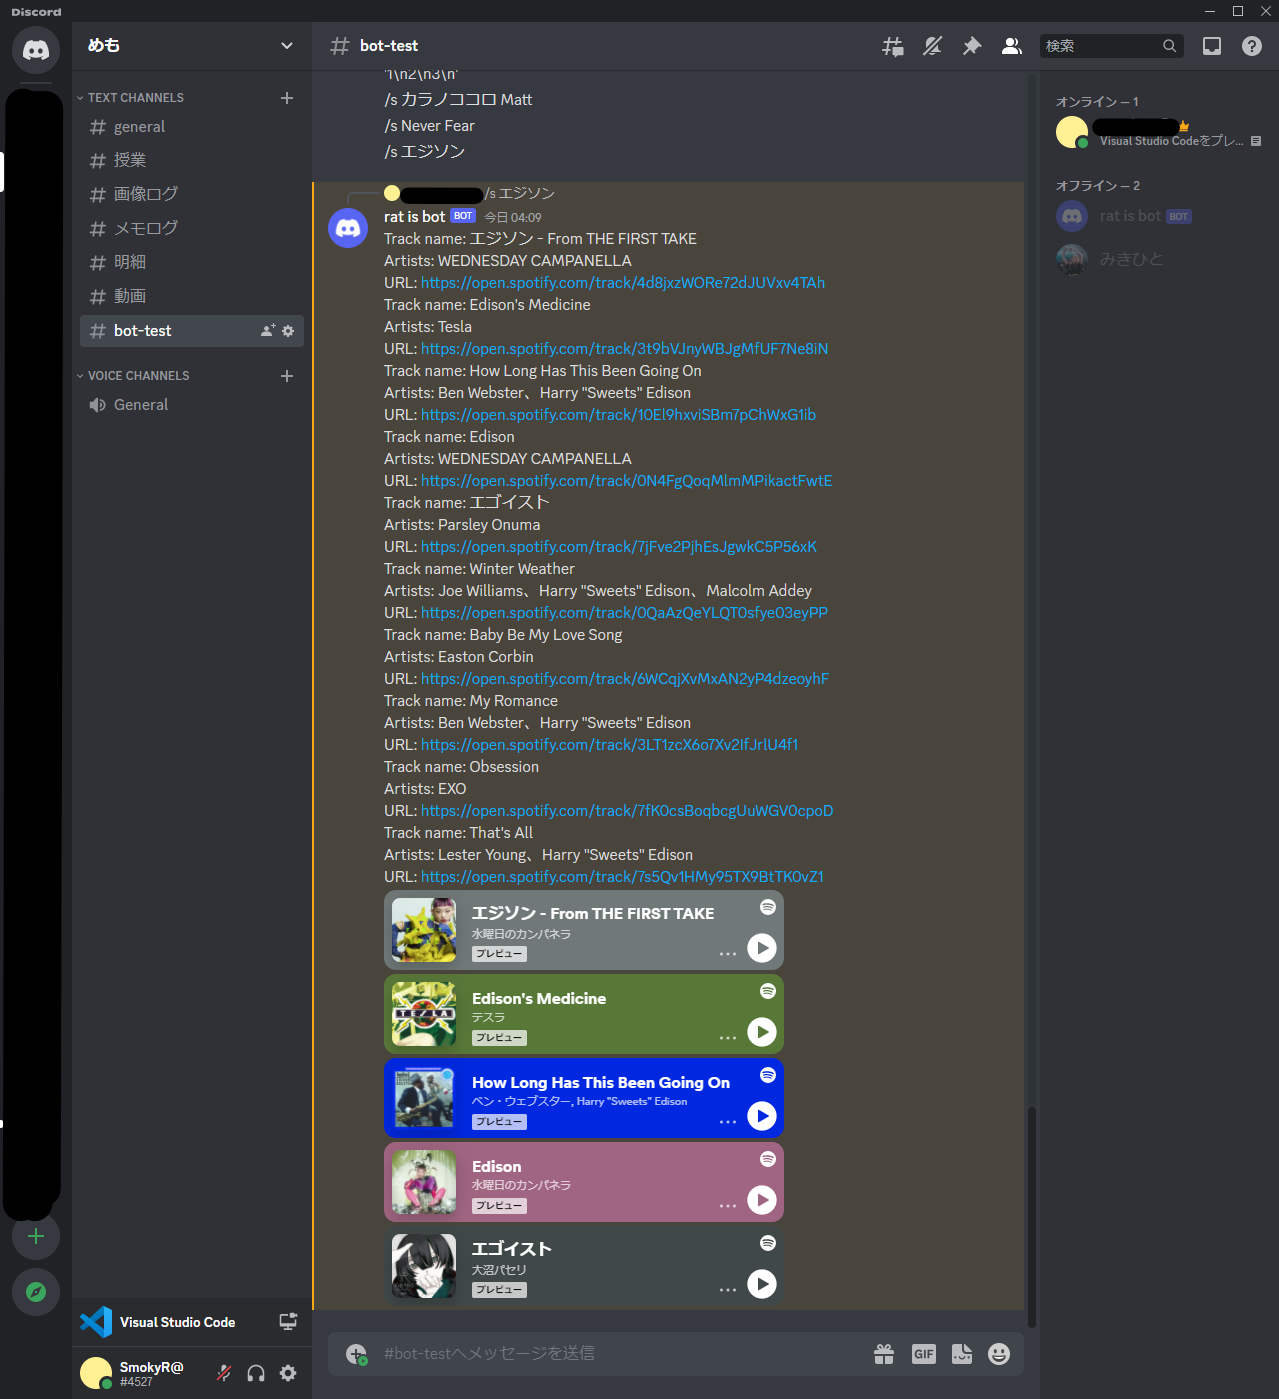 Discord
めも
TEXT CHANNELS
general
授業
画像ログ
メモログ
明細
動画
bot-test
VOICE CHANNELS
General
Visual Studio Code
SmokyR@
#4527
bot-test
検索
'1\n2\n3\n'
/s カラノココロ Matt
/s Never Fear
/s エジソン
/s エジソン
rat is bot BOT 今日 04:09
Track name: エジソン - From THE FIRST TAKE
Artists: WEDNESDAY CAMPANELLA
URL: https://open.spotify.com/track/4d8jxzWORe72dJUVxv4TAh
Track name: Edison's Medicine
Artists: Tesla
URL: https://open.spotify.com/track/3t9bVJnyWBJgMfUF7Ne8iN
Track name: How Long Has This Been Going On
Artists: Ben Webster、Harry "Sweets" Edison
URL: https://open.spotify.com/track/10El9hxviSBm7pChWxG1ib
Track name: Edison
Artists: WEDNESDAY CAMPANELLA
URL: https://open.spotify.com/track/0N4FgQoqMlmMPikactFwtE
Track name: エゴイスト
Artists: Parsley Onuma
URL: https://open.spotify.com/track/7jFve2PjhEsJgwkC5P56xK
Track name: Winter Weather
Artists: Joe Williams、Harry "Sweets" Edison、Malcolm Addey
URL: https://open.spotify.com/track/0QaAzQeYLQT0sfye03eyPP
Track name: Baby Be My Love Song
Artists: Easton Corbin
URL: https://open.spotify.com/track/6WCqjXvMxAN2yP4dzeoyhF
Track name: My Romance
Artists: Ben Webster、Harry "Sweets" Edison
URL: https://open.spotify.com/track/3LT1zcX6o7Xv2IfJrlU4f1
Track name: Obsession
Artists: EXO
URL: https://open.spotify.com/track/7fK0csBoqbcgUuWGV0cpoD
Track name: That's All
Artists: Lester Young、Harry "Sweets" Edison
URL: https://open.spotify.com/track/7s5Qv1HMy95TX9BtTK0vZ1
エジソン - From THE FIRST TAKE
水曜日のカンパネラ
プレビュー
TESLA
Edison's Medicine
テスラ
プレビュー
How Long Has This Been Going On
ベン・ウェブスター, Harry "Sweets" Edison
プレビュー
Edison
水曜日のカンパネラ
プレビュー
エゴイスト
大沼パセリ
プレビュー
#bot-testへメッセージを送信
GIF
オンライン – 1
Visual Studio Codeをプレ...
オフライン – 2
rat is bot BOT
みきひと